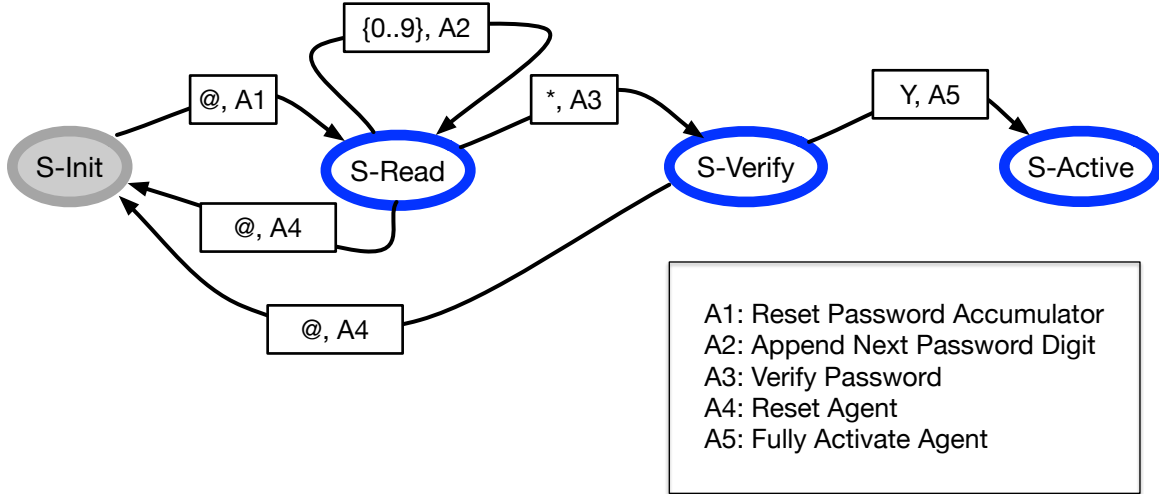 {0..9}, A2
@, A1
*, A3
Y, A5
S-Init
S-Read
S-Verify
S-Active
@, A4
@, A4
A1: Reset Password Accumulator
A2: Append Next Password Digit
A3: Verify Password
A4: Reset Agent
A5: Fully Activate Agent